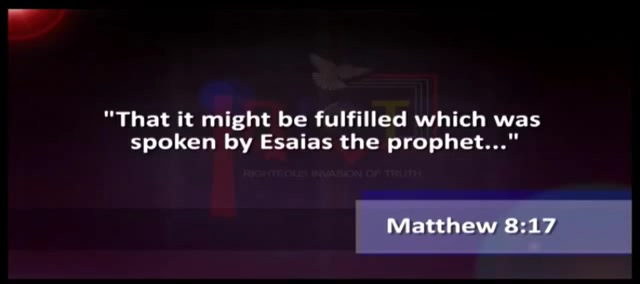 "That it might be fulfilled which was
spoken by Esaias the prophet..."
RIGHTEOUS INVASION OF TRUTH
Matthew 8:17